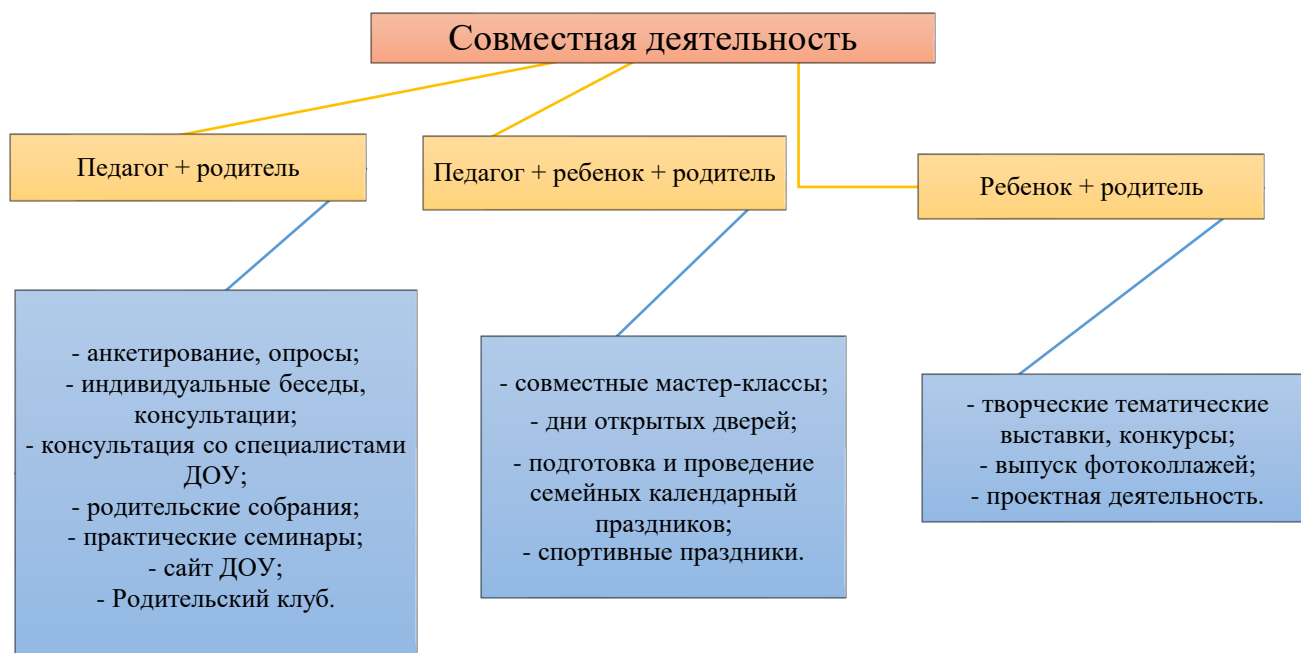 Совместная деятельность
Педагог + родитель
Педагог + ребенок + родитель
Ребенок + родитель
- анкетирование, опросы;
- индивидуальные беседы,
консультации;
- консультация со специалистами
ДОУ;
- родительские собрания;
- практические семинары;
- сайт ДОУ;
- Родительский клуб.
- совместные мастер-классы;
- дни открытых дверей;
- подготовка и проведение
семейных календарный
праздников;
- спортивные праздники.
- творческие тематические
выставки, конкурсы;
- выпуск фотоколлажей;
- проектная деятельность.